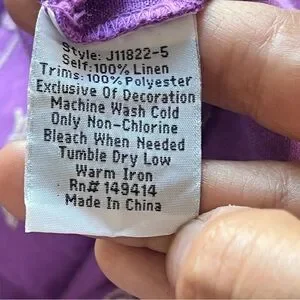 Style: J11822-5
Self:100% Linen
Trims:100% Polyester
Exclusive Of Decoration
Machine Wash Cold
Only Non-Chlorine
Bleach When Needed
Tumble Dry Low
Warm Iron
Rn# 149414
Made In China